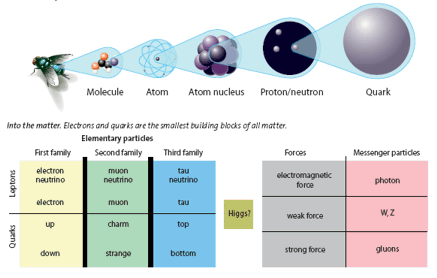 Molecule
Atom
Atom nucleus
Proton/neutron
Quark
Into the matter. Electrons and quarks are the smallest building blocks of all matter.
Elementary particles
First family
Second family
Third family
Forces
Messenger particles
Leptons
electron
neutrino
muon
neutrino
tau
neutrino
electron
muon
tau
Quarks
up
charm
top
down
strange
bottom
Higgs?
electromagnetic
force
photon
weak force
W, Z
strong force
gluons